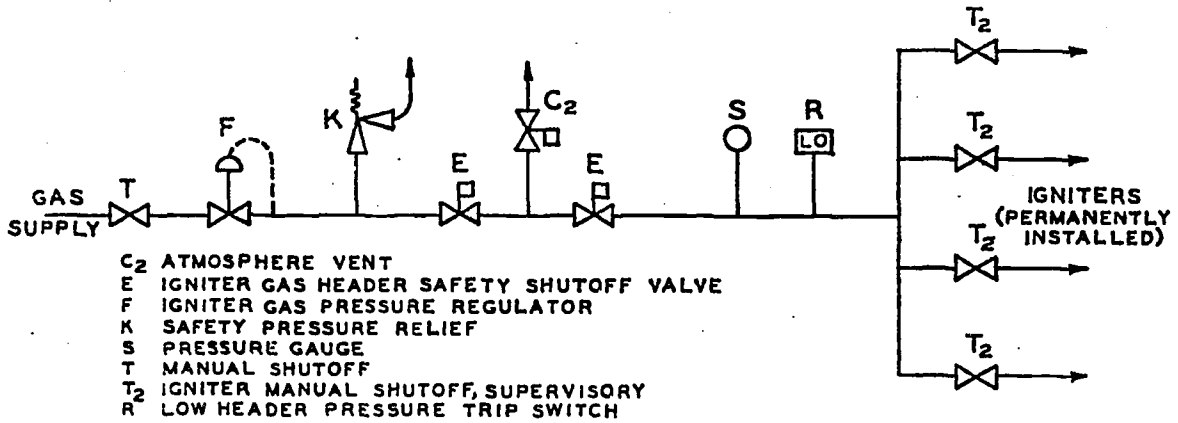 T₂
C₂
K
S
R
LO
F
T₂
E
E
T
GAS
SUPPLY
IGNITERS
(PERMANENTLY
INSTALLED)
T₂
C₂ ATMOSPHERE VENT
E IGNITER GAS HEADER SAFETY SHUTOFF VALVE
F IGNITER GAS PRESSURE REGULATOR
K SAFETY PRESSURE RELIEF
S PRESSURE GAUGE
T MANUAL SHUTOFF
T₂ IGNITER MANUAL SHUTOFF, SUPERVISORY
R LOW HEADER PRESSURE TRIP SWITCH
T₂